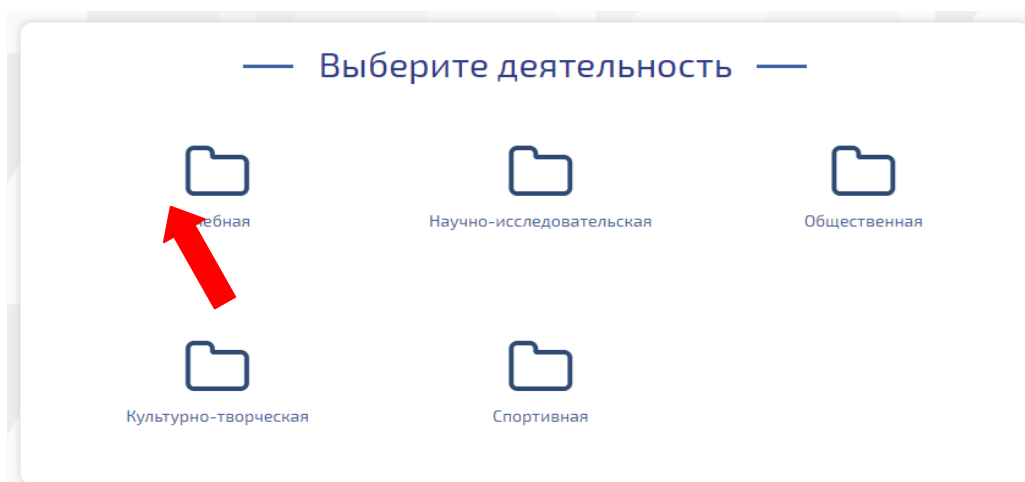 Выберите деятельность
Научно-исследовательская
Общественная
Культурно-творческая
Спортивная